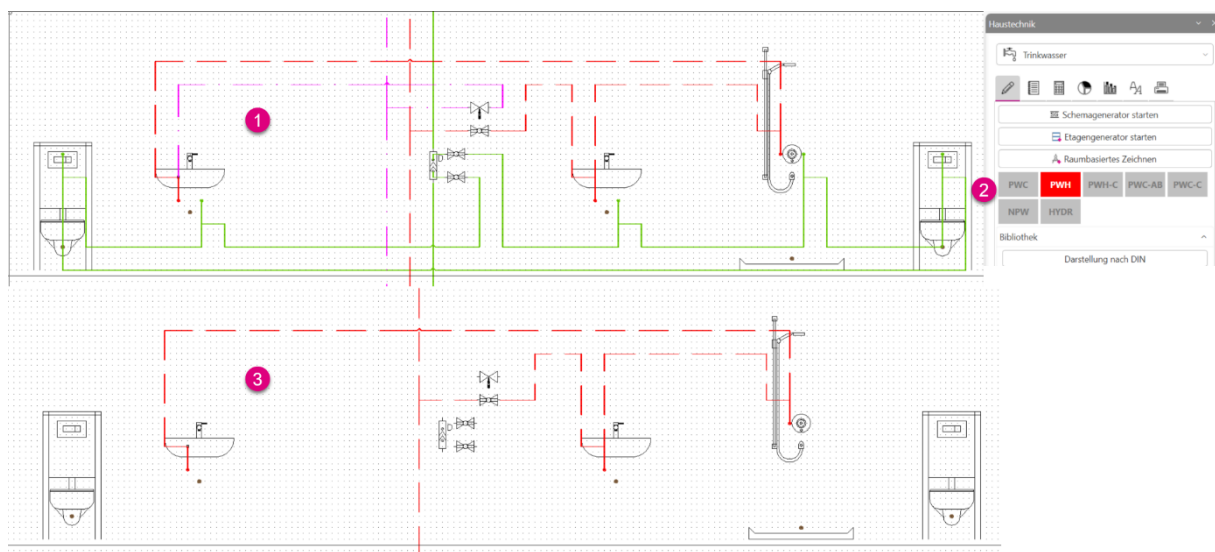 Haustechnik
Trinkwasser
Schemagenerator starten
Etagengenerator starten
Raumbasiertes Zeichnen
PWC PWH PWH-C PWC-AB PWC-C
NPW HYDR
Bibliothek
Darstellung nach DIN
1
2
3